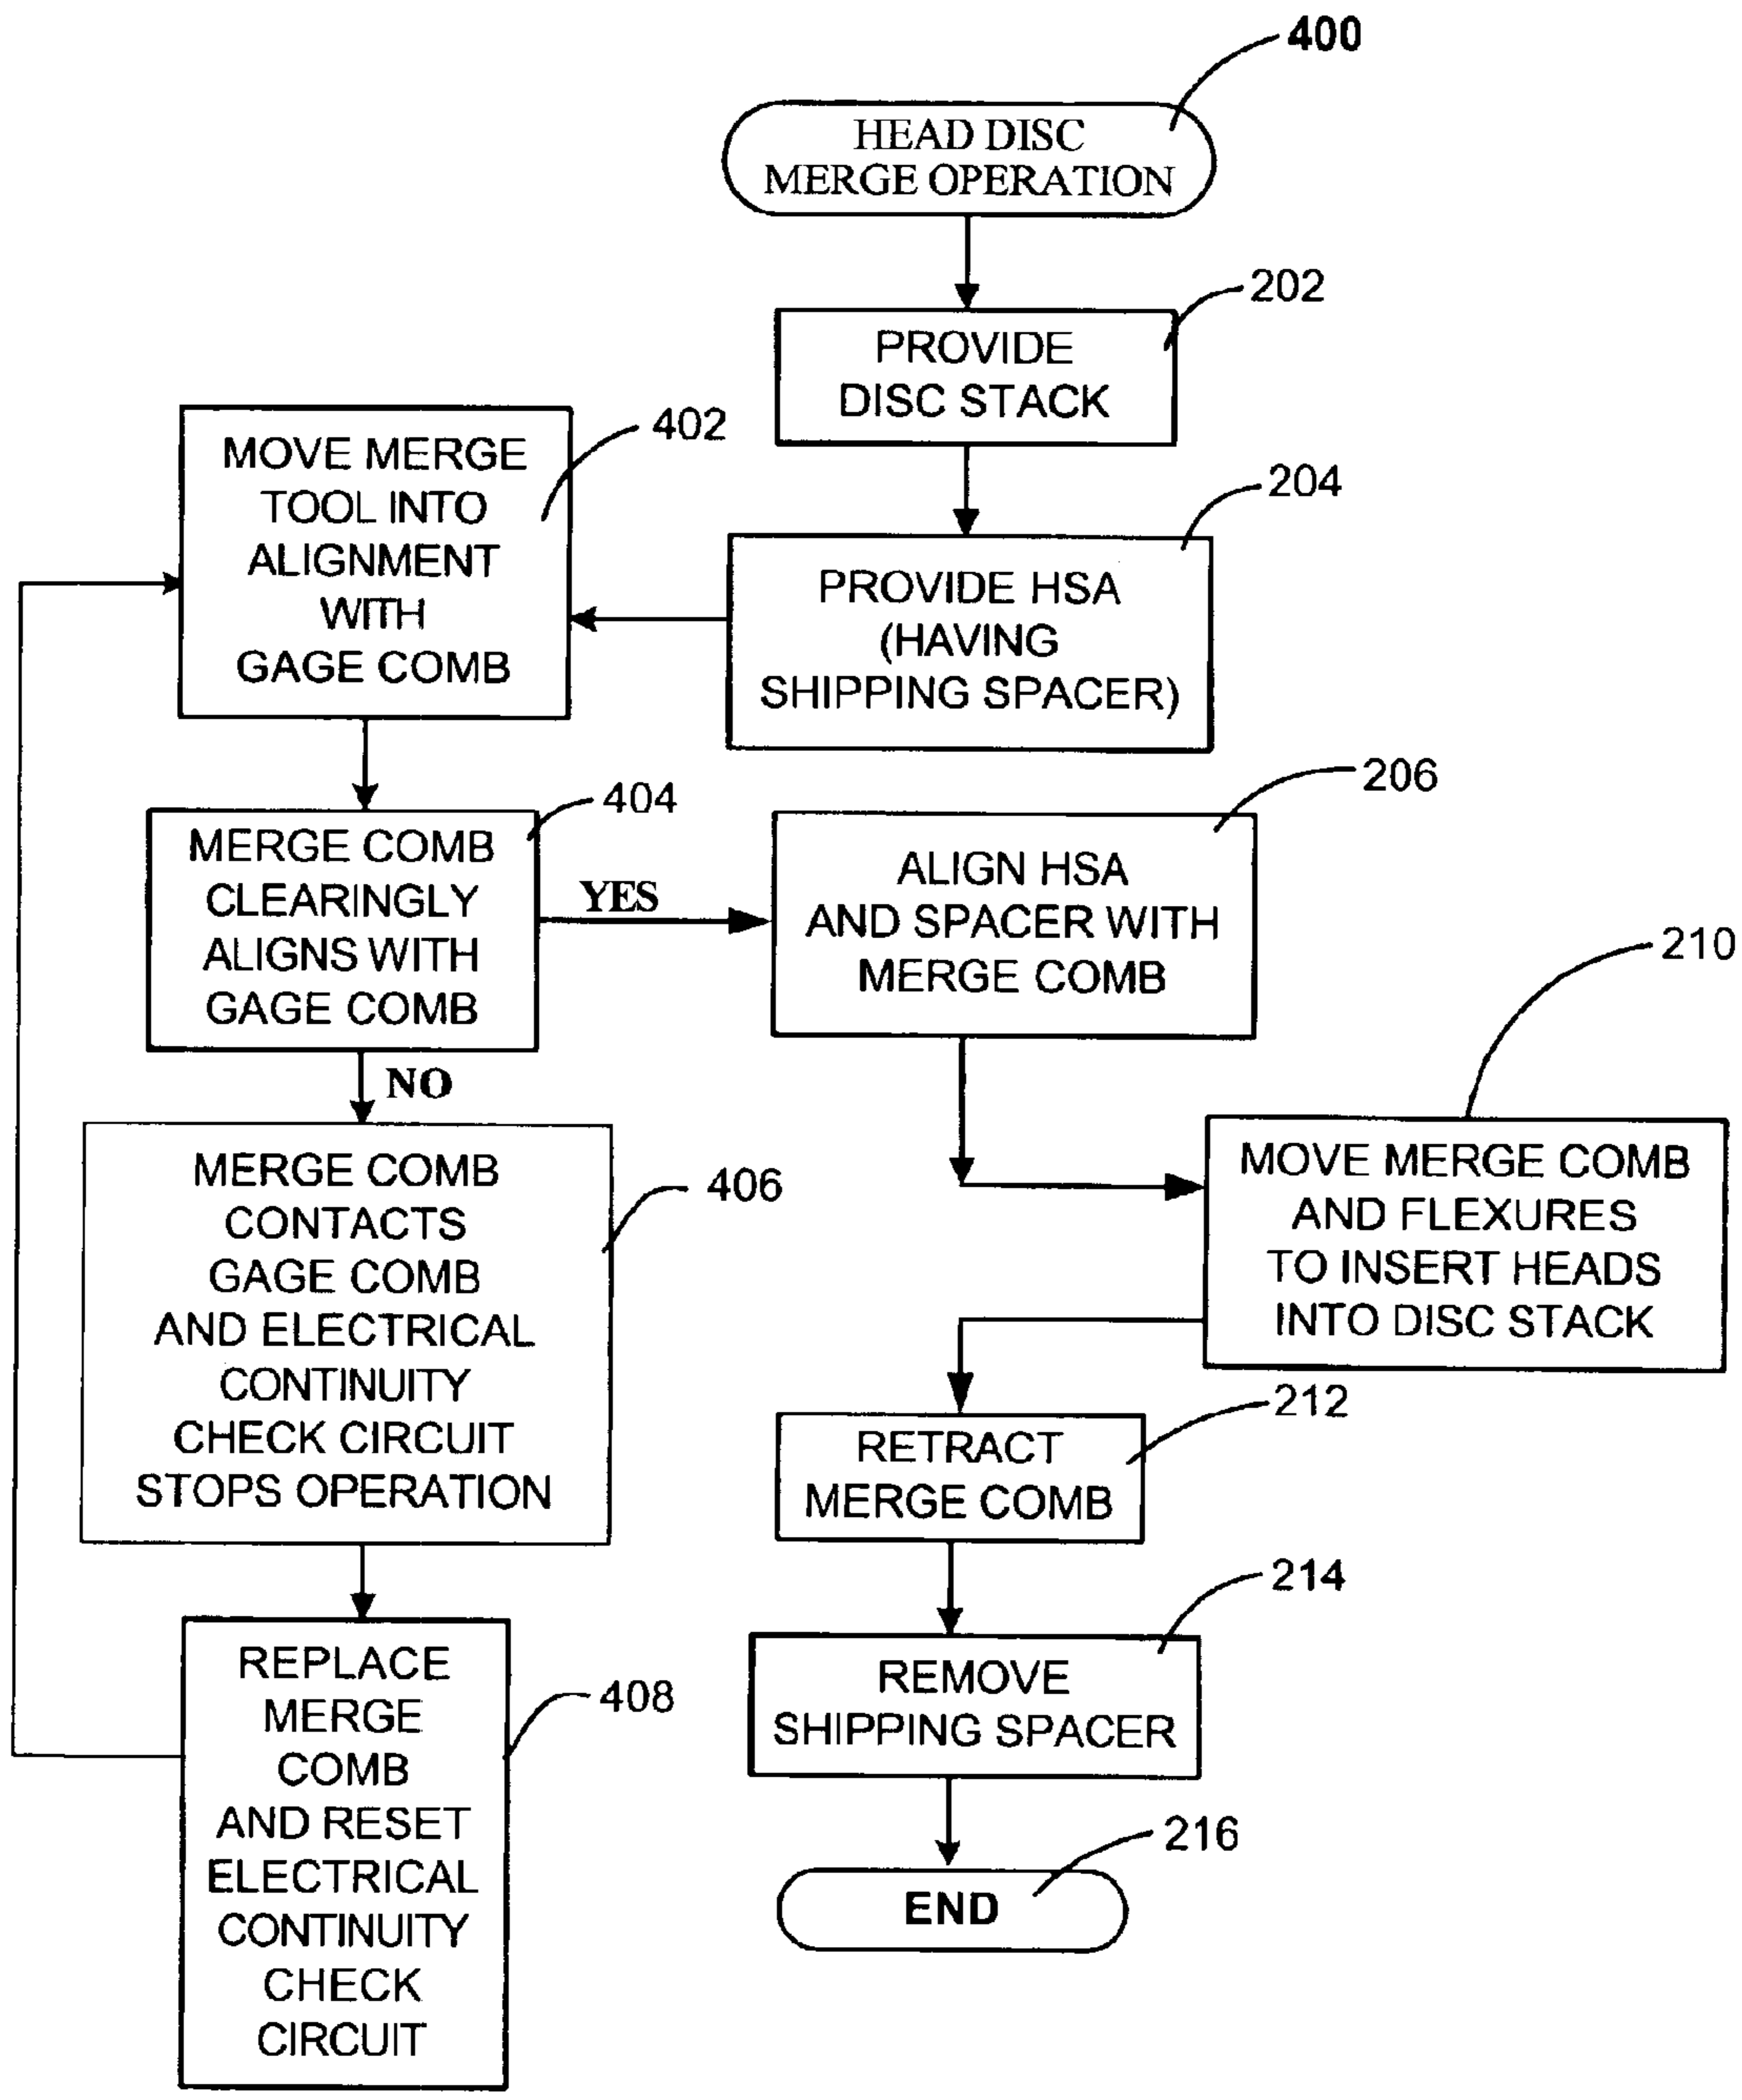 400
HEAD DISC
MERGE OPERATION
202
PROVIDE
DISC STACK
204
PROVIDE HSA
(HAVING
SHIPPING SPACER)
402
MOVE MERGE
TOOL INTO
ALIGNMENT
WITH
GAGE COMB
404
MERGE COMB
CLEARINGLY
ALIGNS WITH
GAGE COMB
YES
NO
206
ALIGN HSA
AND SPACER WITH
MERGE COMB
210
MOVE MERGE COMB
AND FLEXURES
TO INSERT HEADS
INTO DISC STACK
406
MERGE COMB
CONTACTS
GAGE COMB
AND ELECTRICAL
CONTINUITY
CHECK CIRCUIT
STOPS OPERATION
212
RETRACT
MERGE COMB
214
REMOVE
SHIPPING SPACER
408
REPLACE
MERGE
COMB
AND RESET
ELECTRICAL
CONTINUITY
CHECK
CIRCUIT
216
END